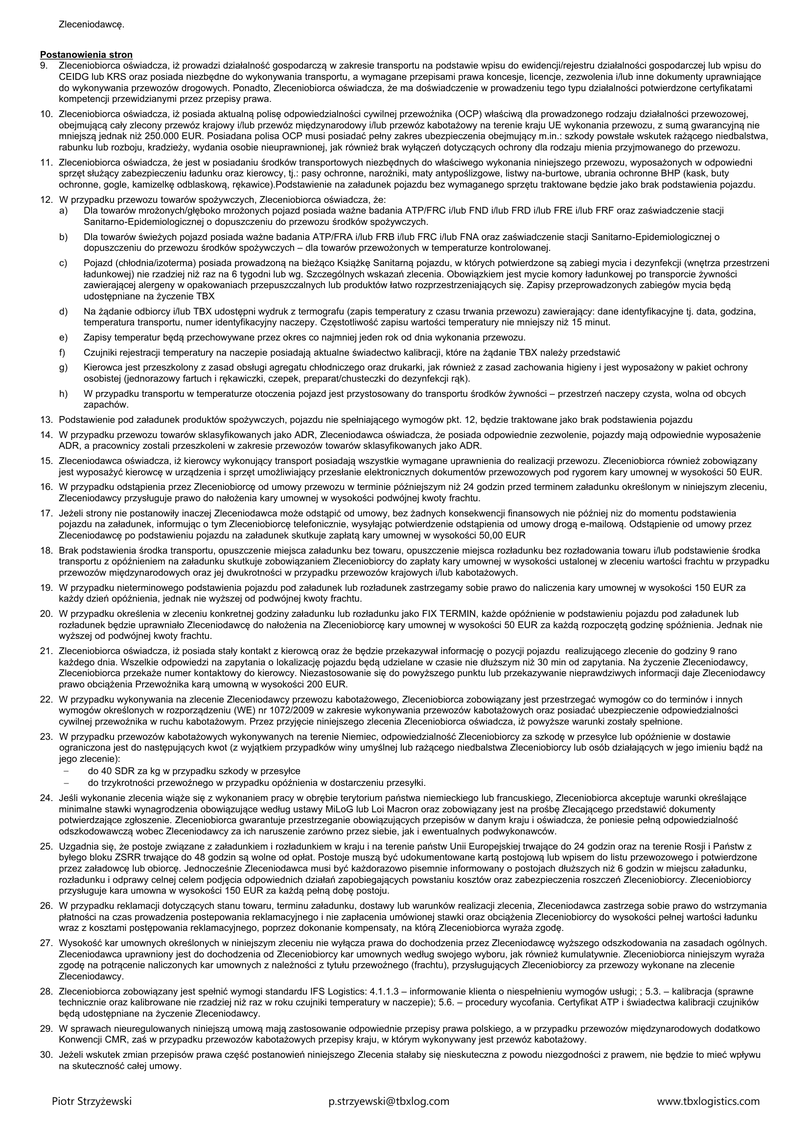 Zleceniodawcę.
Postanowienia stron
9. Zleceniobiorca oświadcza, iż prowadzi działalność gospodarczą w zakresie transportu na podstawie wpisu do ewidencji/rejestru działalności gospodarczej lub wpisu do
CEIDG lub KRS oraz posiada niezbędne do wykonywania transportu, a wymagane przepisami prawa koncesje, licencje, zezwolenia i/lub inne dokumenty uprawniające
do wykonywania przewozów drogowych. Ponadto, Zleceniobiorca oświadcza, że ma doświadczenie w prowadzeniu tego typu działalności potwierdzone certyfikatami
kompetencji przewidzianymi przez przepisy prawa.
10. Zleceniobiorca oświadcza, iż posiada aktualną polisę odpowiedzialności cywilnej przewoźnika (OCP) właściwą dla prowadzonego rodzaju działalności przewozowej,
obejmującą cały zlecony przewóz krajowy i/lub przewóz międzynarodowy i/lub przewóz kabotażowy na terenie kraju UE wykonania przewozu, z sumą gwarancyjną nie
mniejszą jednak niż 250.000 EUR. Posiadana polisa OCP musi posiadać pełny zakres ubezpieczenia obejmujący m.in.: szkody powstałe wskutek rażącego niedbalstwa,
rabunku lub rozboju, kradzieży, wydania osobie nieuprawnionej, jak również brak wyłączeń dotyczących ochrony dla rodzaju mienia przyjmowanego do przewozu.
11. Zleceniobiorca oświadcza, że jest w posiadaniu środków transportowych niezbędnych do właściwego wykonania niniejszego przewozu, wyposażonych w odpowiedni
sprzęt służący zabezpieczeniu ładunku oraz kierowcy, tj.: pasy ochronne, narożniki, maty antypoślizgowe, listwy na-burtowe, ubrania ochronne BHP (kask, buty
ochronne, gogle, kamizelkę odblaskową, rękawice).Podstawienie na załadunek pojazdu bez wymaganego sprzętu traktowane będzie jako brak podstawienia pojazdu.
12. W przypadku przewozu towarów spożywczych, Zleceniobiorca oświadcza, że:
a) Dla towarów mrożonych/głęboko mrożonych pojazd posiada ważne badania ATP/FRC i/lub FND i/lub FRD i/lub FRE i/lub FRF oraz zaświadczenie stacji
Sanitarno-Epidemiologicznej o dopuszczeniu do przewozu środków spożywczych.
b) Dla towarów świeżych pojazd posiada ważne badania ATP/FRA i/lub FRB i/lub FRC i/lub FNA oraz zaświadczenie stacji Sanitarno-Epidemiologicznej o
dopuszczeniu do przewozu środków spożywczych – dla towarów przewożonych w temperaturze kontrolowanej.
c) Pojazd (chłodnia/izoterma) posiada prowadzoną na bieżąco Książkę Sanitarną pojazdu, w których potwierdzone są zabiegi mycia i dezynfekcji (wnętrza przestrzeni
ładunkowej) nie rzadziej niż raz na 6 tygodni lub wg. Szczególnych wskazań zlecenia. Obowiązkiem jest mycie komory ładunkowej po transporcie żywności
zawierającej alergeny w opakowaniach przepuszczalnych lub produktów łatwo rozprzestrzeniających się. Zapisy przeprowadzonych zabiegów mycia będą
udostępniane na życzenie TBX
d) Na żądanie odbiorcy i/lub TBX udostępni wydruk z termografu (zapis temperatury z czasu trwania przewozu) zawierający: dane identyfikacyjne tj. data, godzina,
temperatura transportu, numer identyfikacyjny naczepy. Częstotliwość zapisu wartości temperatury nie mniejszy niż 15 minut.
e) Zapisy temperatur będą przechowywane przez okres co najmniej jeden rok od dnia wykonania przewozu.
f) Czujniki rejestracji temperatury na naczepie posiadają aktualne świadectwo kalibracji, które na żądanie TBX należy przedstawić
g) Kierowca jest przeszkolony z zasad obsługi agregatu chłodniczego oraz drukarki, jak również z zasad zachowania higieny i jest wyposażony w pakiet ochrony
osobistej (jednorazowy fartuch i rękawiczki, czepek, preparat/chusteczki do dezynfekcji rąk).
h) W przypadku transportu w temperaturze otoczenia pojazd jest przystosowany do transportu środków żywności – przestrzeń naczepy czysta, wolna od obcych
zapachów.
13. Podstawienie pod załadunek produktów spożywczych, pojazdu nie spełniającego wymogów pkt. 12, będzie traktowane jako brak podstawienia pojazdu
14. W przypadku przewozu towarów sklasyfikowanych jako ADR, Zleceniodawca oświadcza, że posiada odpowiednie zezwolenie, pojazdy mają odpowiednie wyposażenie
ADR, a pracownicy zostali przeszkoleni w zakresie przewozów towarów sklasyfikowanych jako ADR.
15. Zleceniodawca oświadcza, iż kierowcy wykonujący transport posiadają wszystkie wymagane uprawnienia do realizacji przewozu. Zleceniobiorca również zobowiązany
jest wyposażyć kierowcę w urządzenia i sprzęt umożliwiający przesłanie elektronicznych dokumentów przewozowych pod rygorem kary umownej w wysokości 50 EUR.
16. W przypadku odstąpienia przez Zleceniobiorcę od umowy przewozu w terminie późniejszym niż 24 godzin przed terminem załadunku określonym w niniejszym zleceniu,
Zleceniodawcy przysługuje prawo do nałożenia kary umownej w wysokości podwójnej kwoty frachtu.
17. Jeżeli strony nie postanowiły inaczej Zleceniodawca może odstąpić od umowy, bez żadnych konsekwencji finansowych nie później niz do momentu podstawienia
pojazdu na załadunek, informując o tym Zleceniobiorcę telefonicznie, wysyłając potwierdzenie odstąpienia od umowy drogą e-mailową. Odstąpienie od umowy przez
Zleceniodawcę po podstawieniu pojazdu na załadunek skutkuje zapłatą kary umownej w wysokości 50,00 EUR
18. Brak podstawienia środka transportu, opuszczenie miejsca załadunku bez towaru, opuszczenie miejsca rozładunku bez rozładowania towaru i/lub podstawienie środka
transportu z opóźnieniem na załadunku skutkuje zobowiązaniem Zleceniobiorcy do zapłaty kary umownej w wysokości ustalonej w zleceniu wartości frachtu w przypadku
przewozów międzynarodowych oraz jej dwukrotności w przypadku przewozów krajowych i/lub kabotażowych.
19. W przypadku nieterminowego podstawienia pojazdu pod załadunek lub rozładunek zastrzegamy sobie prawo do naliczenia kary umownej w wysokości 150 EUR za
każdy dzień opóźnienia, jednak nie wyższej od podwójnej kwoty frachtu.
20. W przypadku określenia w zleceniu konkretnej godziny załadunku lub rozładunku jako FIX TERMIN, każde opóźnienie w podstawieniu pojazdu pod załadunek lub
rozładunek będzie uprawniało Zleceniodawcę do nałożenia na Zleceniobiorcę kary umownej w wysokości 50 EUR za każdą rozpoczętą godzinę spóźnienia. Jednak nie
wyższej od podwójnej kwoty frachtu.
21. Zleceniobiorca oświadcza, iż posiada stały kontakt z kierowcą oraz że będzie przekazywał informację o pozycji pojazdu realizującego zlecenie do godziny 9 rano
każdego dnia. Wszelkie odpowiedzi na zapytania o lokalizację pojazdu będą udzielane w czasie nie dłuższym niż 30 min od zapytania. Na życzenie Zleceniodawcy,
Zleceniobiorca przekaże numer kontaktowy do kierowcy. Niezastosowanie się do powyższego punktu lub przekazywanie nieprawdziwych informacji daje Zleceniodawcy
prawo obciążenia Przewoźnika karą umowną w wysokości 200 EUR.
22. W przypadku wykonywania na zlecenie Zleceniodawcy przewozu kabotażowego, Zleceniobiorca zobowiązany jest przestrzegać wymogów co do terminów i innych
wymogów określonych w rozporządzeniu (WE) nr 1072/2009 w zakresie wykonywania przewozów kabotażowych oraz posiadać ubezpieczenie odpowiedzialności
cywilnej przewoźnika w ruchu kabotażowym. Przez przyjęcie niniejszego zlecenia Zleceniobiorca oświadcza, iż powyższe warunki zostały spełnione.
23. W przypadku przewozów kabotażowych wykonywanych na terenie Niemiec, odpowiedzialność Zleceniobiorcy za szkodę w przesyłce lub opóźnienie w dostawie
ograniczona jest do następujących kwot (z wyjątkiem przypadków winy umyślnej lub rażącego niedbalstwa Zleceniobiorcy lub osób działających w jego imieniu bądź na
jego zlecenie):
– do 40 SDR za kg w przypadku szkody w przesyłce
– do trzykrotności przewoźnego w przypadku opóźnienia w dostarczeniu przesyłki.
24. Jeśli wykonanie zlecenia wiąże się z wykonaniem pracy w obrębie terytorium państwa niemieckiego lub francuskiego, Zleceniobiorca akceptuje warunki określające
minimalne stawki wynagrodzenia obowiązujące według ustawy MiLoG lub Loi Macron oraz zobowiązany jest na prośbę Zlecającego przedstawić dokumenty
potwierdzające zgłoszenie. Zleceniobiorca gwarantuje przestrzeganie obowiązujących przepisów w danym kraju i oświadcza, że poniesie pełną odpowiedzialność
odszkodowawczą wobec Zleceniodawcy za ich naruszenie zarówno przez siebie, jak i ewentualnych podwykonawców.
25. Uzgadnia się, że postoje związane z załadunkiem i rozładunkiem w kraju i na terenie państw Unii Europejskiej trwające do 24 godzin oraz na terenie Rosji i Państw z
byłego bloku ZSRR trwające do 48 godzin są wolne od opłat. Postoje muszą być udokumentowane kartą postojową lub wpisem do listu przewozowego i potwierdzone
przez załadowcę lub obiorcę. Jednocześnie Zleceniodawca musi być każdorazowo pisemnie informowany o postojach dłuższych niż 6 godzin w miejscu załadunku,
rozładunku i odprawy celnej celem podjęcia odpowiednich działań zapobiegających powstaniu kosztów oraz zabezpieczenia roszczeń Zleceniobiorcy. Zleceniobiorcy
przysługuje kara umowna w wysokości 150 EUR za każdą pełną dobę postoju.
26. W przypadku reklamacji dotyczących stanu towaru, terminu załadunku, dostawy lub warunków realizacji zlecenia, Zleceniodawca zastrzega sobie prawo do wstrzymania
płatności na czas prowadzenia postepowania reklamacyjnego i nie zapłacenia umówionej stawki oraz obciążenia Zleceniobiorcy do wysokości pełnej wartości ładunku
wraz z kosztami postępowania reklamacyjnego, poprzez dokonanie kompensaty, na którą Zleceniobiorca wyraża zgodę.
27. Wysokość kar umownych określonych w niniejszym zleceniu nie wyłącza prawa do dochodzenia przez Zleceniodawcę wyższego odszkodowania na zasadach ogólnych.
Zleceniodawca uprawniony jest do dochodzenia od Zleceniobiorcy kar umownych według swojego wyboru, jak również kumulatywnie. Zleceniobiorca niniejszym wyraża
zgodę na potrącenie naliczonych kar umownych z należności z tytułu przewoźnego (frachtu), przysługujących Zleceniobiorcy za przewozy wykonane na zlecenie
Zleceniodawcy.
28. Zleceniobiorca zobowiązany jest spełnić wymogi standardu IFS Logistics: 4.1.1.3 – informowanie klienta o niespełnieniu wymogów usługi; ; 5.3. – kalibracja (sprawne
technicznie oraz kalibrowane nie rzadziej niż raz w roku czujniki temperatury w naczepie); 5.6. – procedury wycofania. Certyfikat ATP i świadectwa kalibracji czujników
będą udostępniane na życzenie Zleceniodawcy.
29. W sprawach nieuregulowanych niniejszą umową mają zastosowanie odpowiednie przepisy prawa polskiego, a w przypadku przewozów międzynarodowych dodatkowo
Konwencji CMR, zaś w przypadku przewozów kabotażowych przepisy kraju, w którym wykonywany jest przewóz kabotażowy.
30. Jeżeli wskutek zmian przepisów prawa część postanowień niniejszego Zlecenia stałaby się nieskuteczna z powodu niezgodności z prawem, nie będzie to mieć wpływu
na skuteczność całej umowy.
Piotr Strzyżewski p.strzyewski@tbxlog.com www.tbxlogistics.com